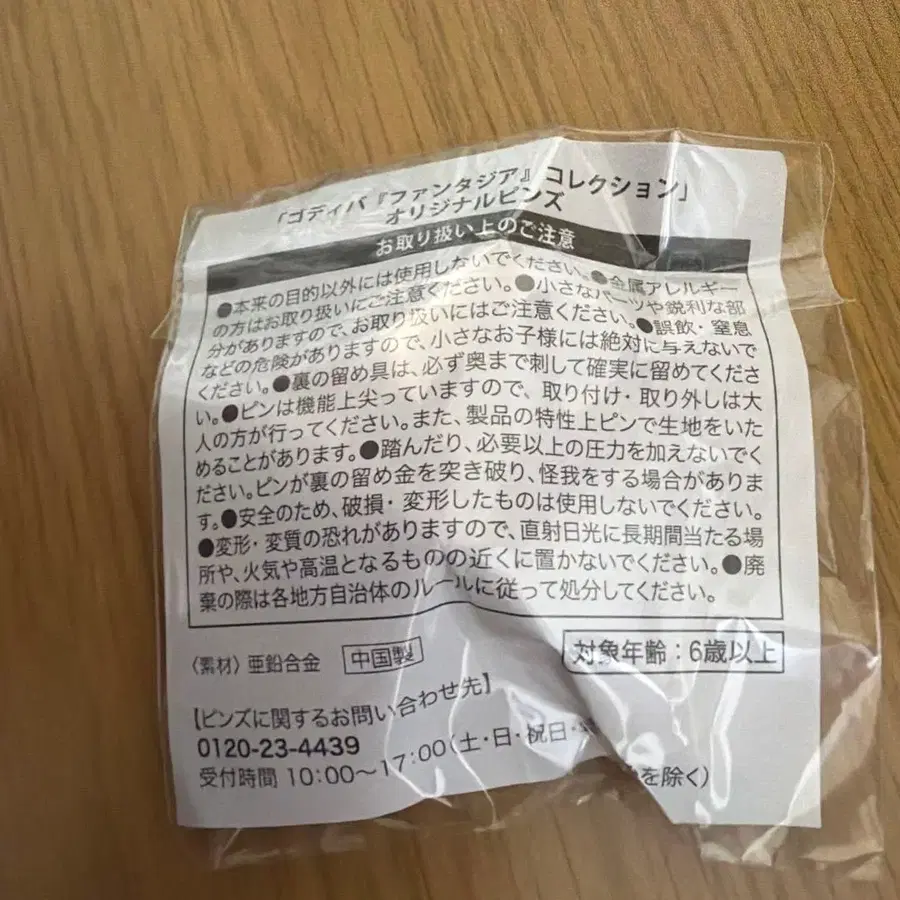 「ゴディバ『ファンタジア』コレクション」
オリジナルピンズ
お取り扱い上のご注意
●本来の目的以外には使用しないでください。●金属アレルギー
の方はお取り扱いにご注意ください。●小さなパーツや鋭利な部
分がありますので、お取り扱いにはご注意ください。●誤飲・窒息
などの危険がありますので、小さなお子様には絶対に与えないで
ください。●裏の留め具は、必ず奥まで刺して確実に留めてくださ
い。●ピンは機能上尖っていますので、取り付け・取り外しは大
人の方が行ってください。また、製品の特性上ピンで生地をいた
めることがあります。●踏んだり、必要以上の圧力を加えないでく
ださい。ピンが裏の留め金を突き破り、怪我をする場合がありま
す。●安全のため、破損・変形したものは使用しないでください。
●変形・変質の恐れがありますので、直射日光に長期間当たる場
所や、火気や高温となるものの近くに置かないでください。●廃
棄の際は各地方自治体のルールに従って処分してください。
〈素材〉亜鉛合金 中国製 対象年齢：6歳以上
【ピンズに関するお問い合わせ先】
0120-23-4439
受付時間 10:00〜17:00（土・日・祝日・を除く）